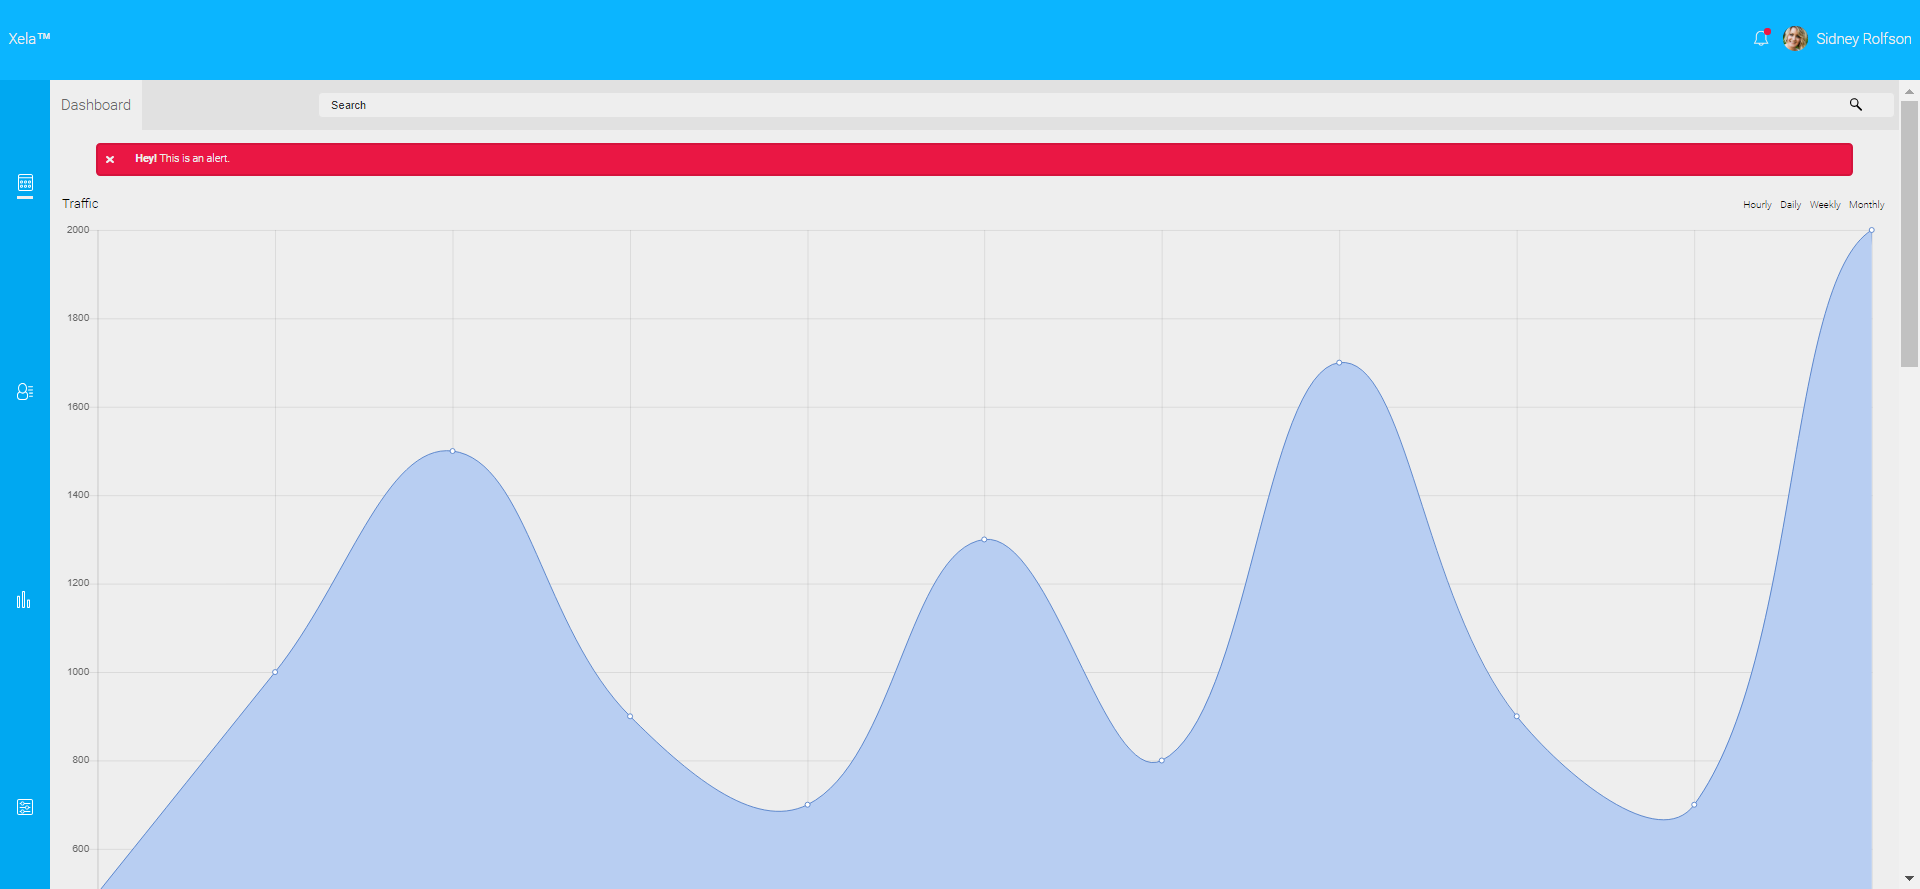 Xela™
Sidney Rolfson
Dashboard
Search
Hey! This is an alert.
Traffic
Hourly Daily Weekly Monthly
2000
1800
1600
1400
1200
1000
800
600